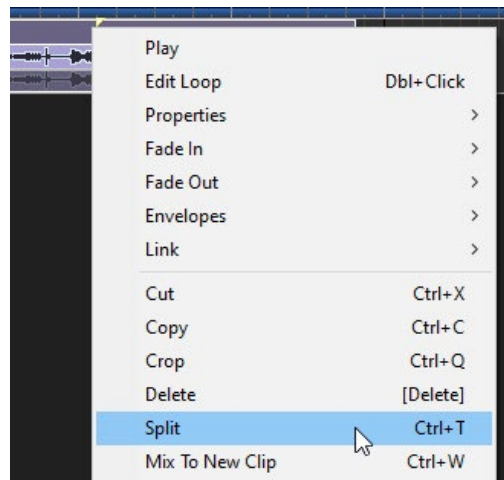 Play
Edit Loop Dbl+Click
Properties
Fade In
Fade Out
Envelopes
Link
Cut Ctrl+X
Copy Ctrl+C
Crop Ctrl+Q
Delete [Delete]
Split Ctrl+T
Mix To New Clip Ctrl+W